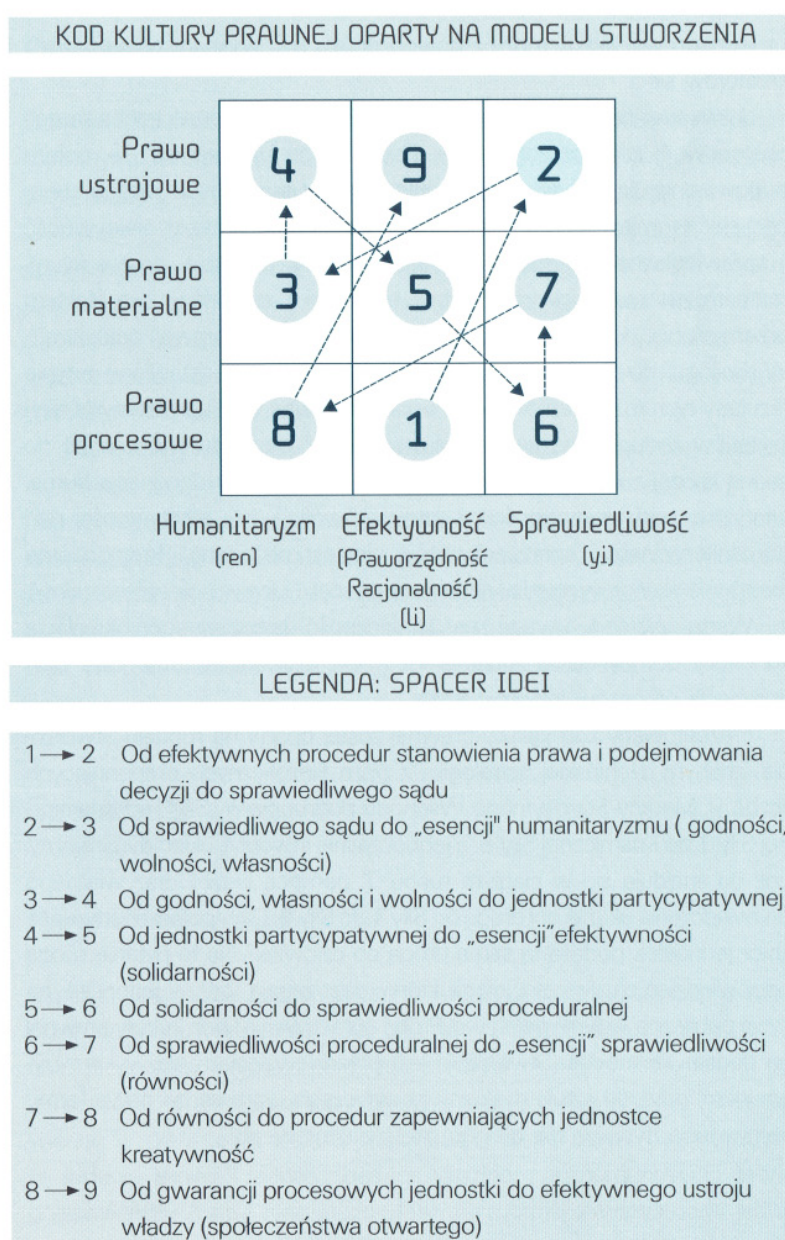 KOD KULTURY PRAWNEJ OPARTY NA MODELU STWORZENIA
Prawo
ustrojowe
4 9 2
Prawo
materialne
3 5 7
Prawo
procesowe
8 1 6
Humanitaryzm Efektywność Sprawiedliwość
(ren) (Praworządność (yi)
Racjonalność)
(li)
LEGENDA: SPACER IDEI
1 → 2 Od efektywnych procedur stanowienia prawa i podejmowania
decyzji do sprawiedliwego sądu
2 → 3 Od sprawiedliwego sądu do „esencji" humanitaryzmu ( godności,
wolności, własności)
3 → 4 Od godności, własności i wolności do jednostki partycypatywnej
4 → 5 Od jednostki partycypatywnej do „esencji”efektywności
(solidarności)
5 → 6 Od solidarności do sprawiedliwości proceduralnej
6 → 7 Od sprawiedliwości proceduralnej do „esencji” sprawiedliwości
(równości)
7 → 8 Od równości do procedur zapewniających jednostce
kreatywność
8 → 9 Od gwarancji procesowych jednostki do efektywnego ustroju
władzy (społeczeństwa otwartego)